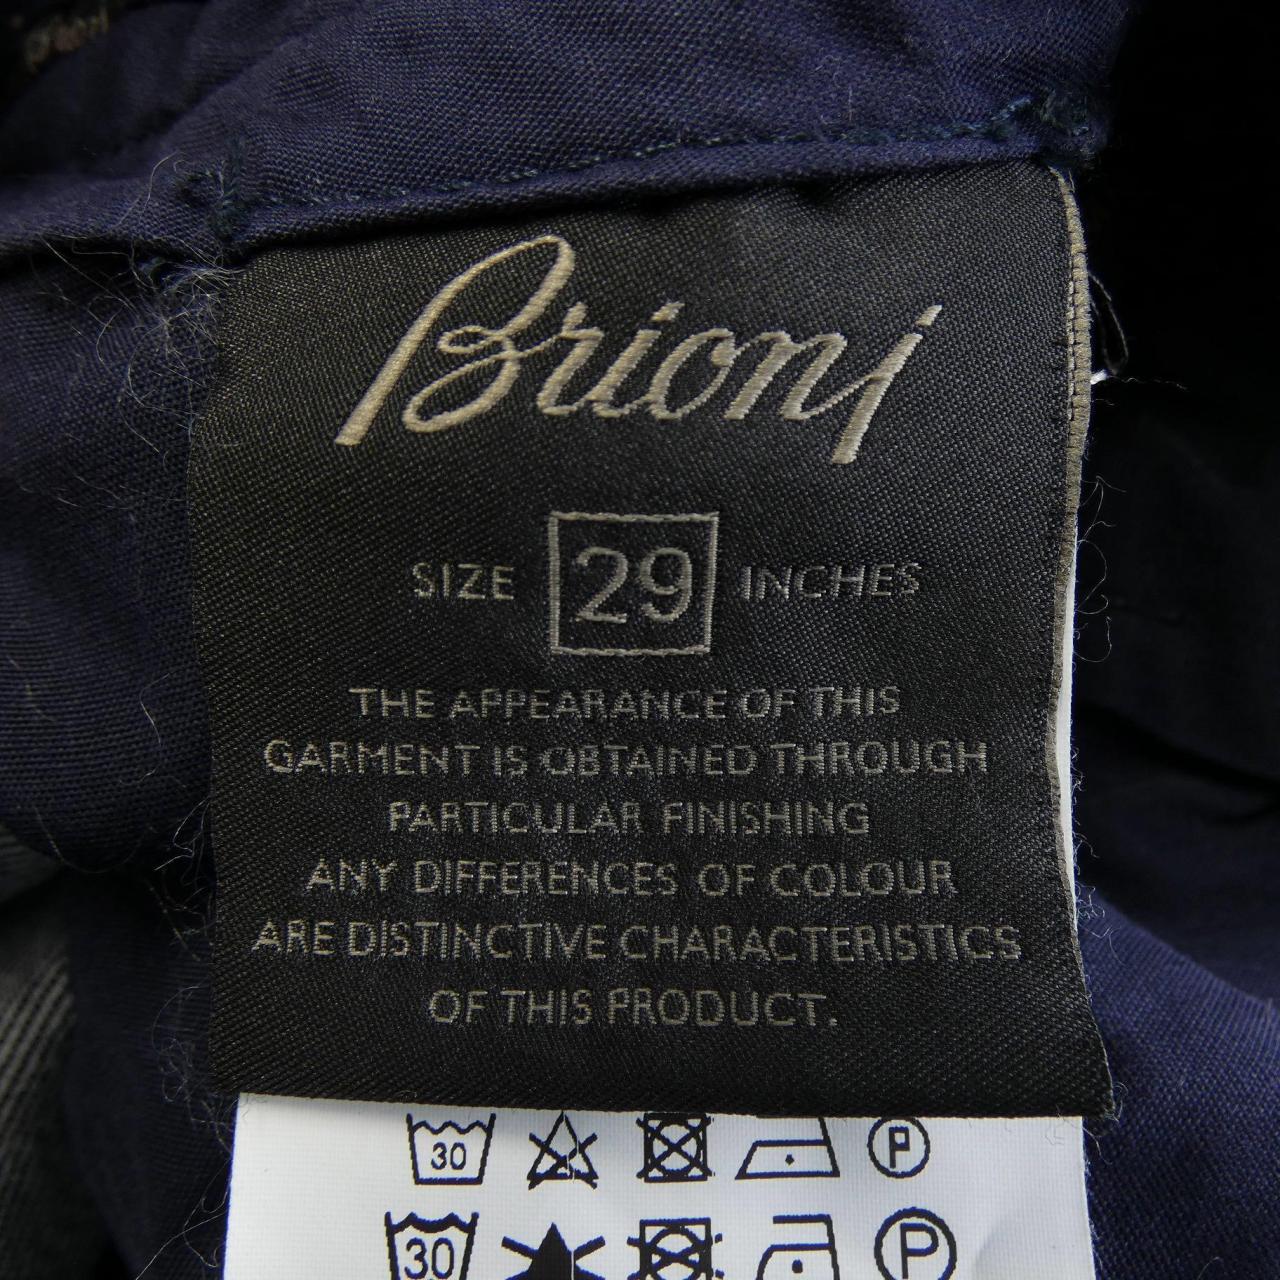 Brioni
SIZE 29 INCHES
THE APPEARANCE OF THIS
GARMENT IS OBTAINED THROUGH
PARTICULAR FINISHING
ANY DIFFERENCES OF COLOUR
ARE DISTINCTIVE CHARACTERISTICS
OF THIS PRODUCT.
30 P
30 P